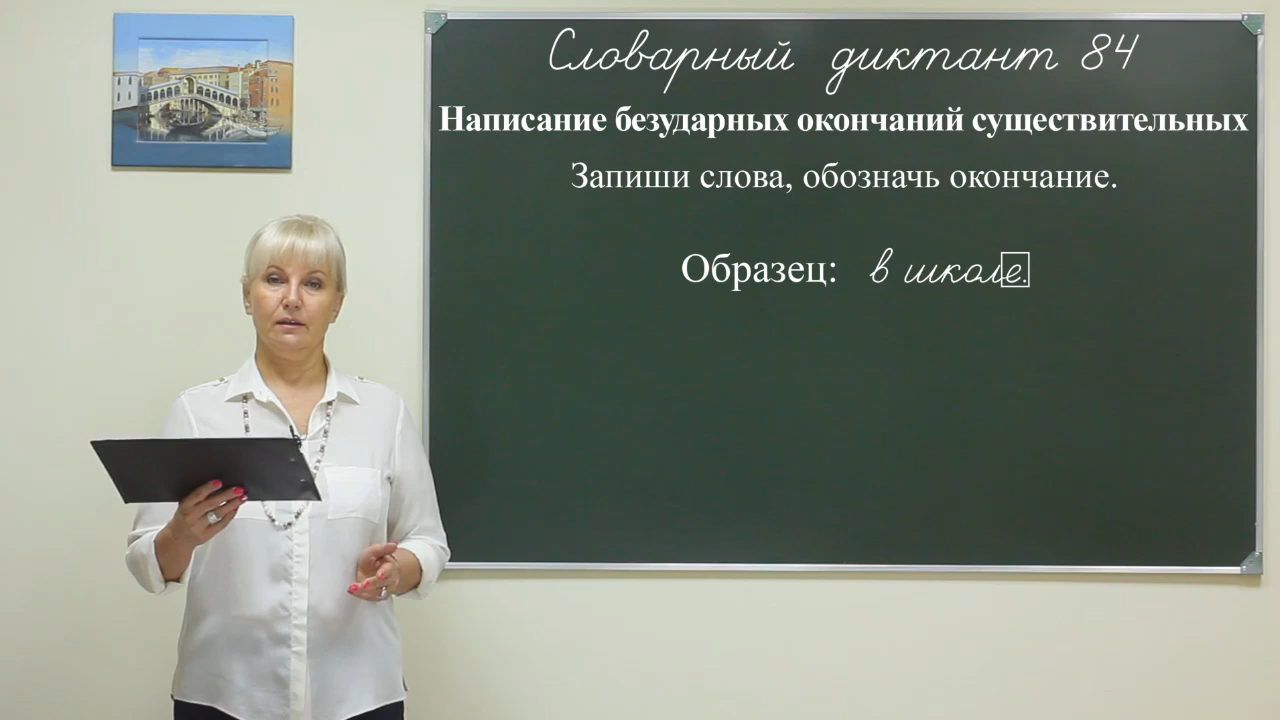 Словарный диктант 84
Написание безударных окончаний существительных
Запиши слова, обозначь окончание.
Образец: в школе.